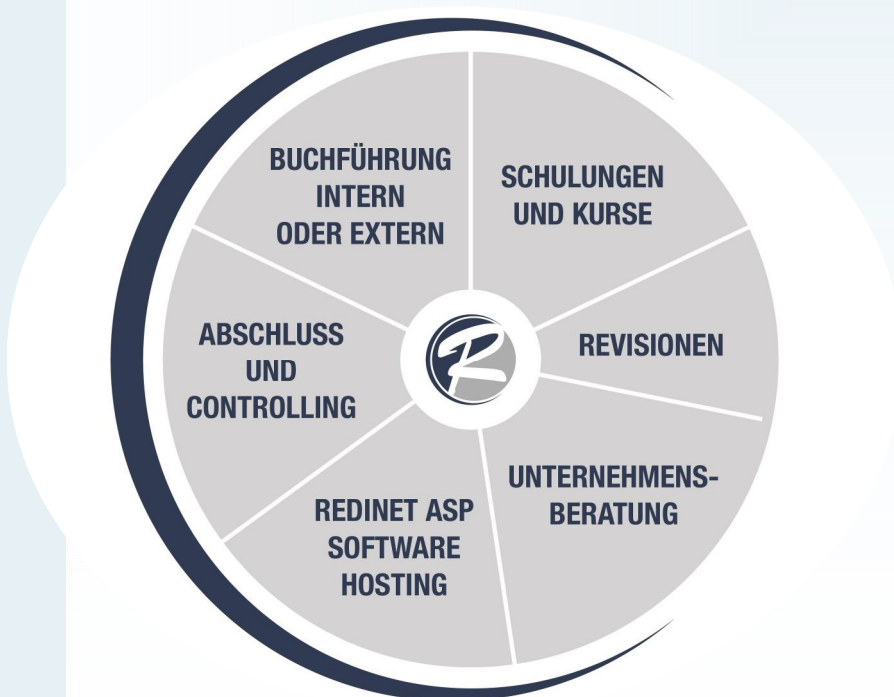 BUCHFÜHRUNG
INTERN
ODER EXTERN
SCHULUNGEN
UND KURSE
ABSCHLUSS
UND
CONTROLLING
REVISIONEN
REDINET ASP
SOFTWARE
HOSTING
UNTERNEHMENS-
BERATUNG
R